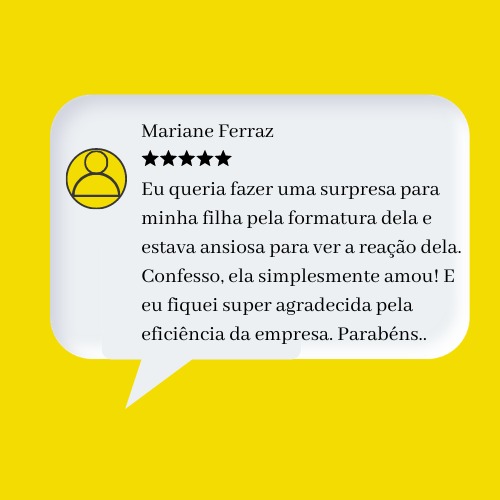 Mariane Ferraz
★★★★★
Eu queria fazer uma surpresa para
minha filha pela formatura dela e
estava ansiosa para ver a reação dela.
Confesso, ela simplesmente amou! E
eu fiquei super agradecida pela
eficiência da empresa. Parabéns..